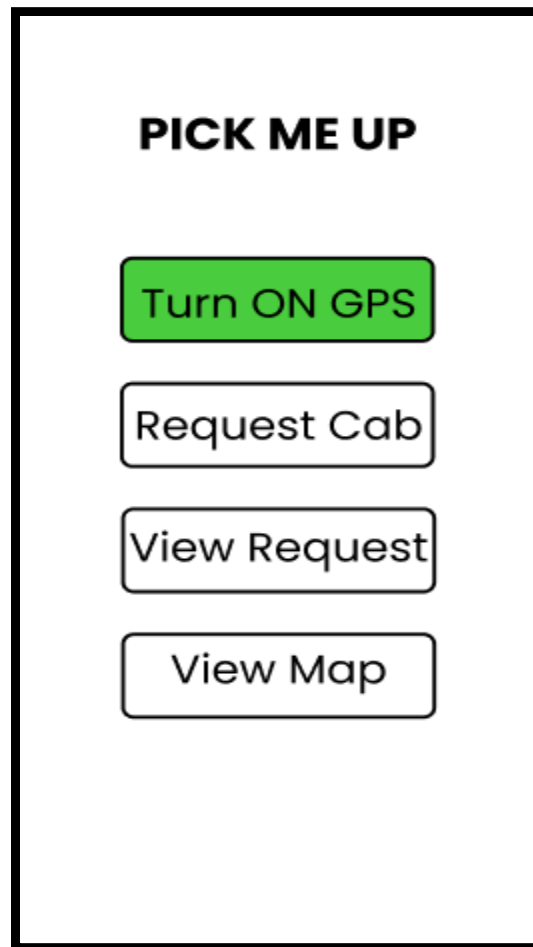 PICK ME UP
Turn ON GPS
Request Cab
View Request
View Map